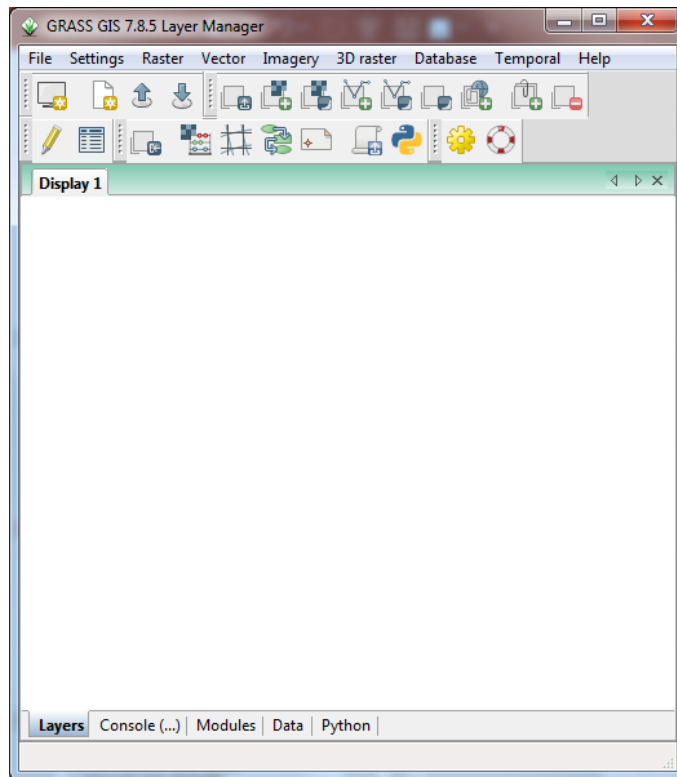 GRASS GIS 7.8.5 Layer Manager
File Settings Raster Vector Imagery 3D raster Database Temporal Help
Display 1
Layers Console (...) Modules Data Python